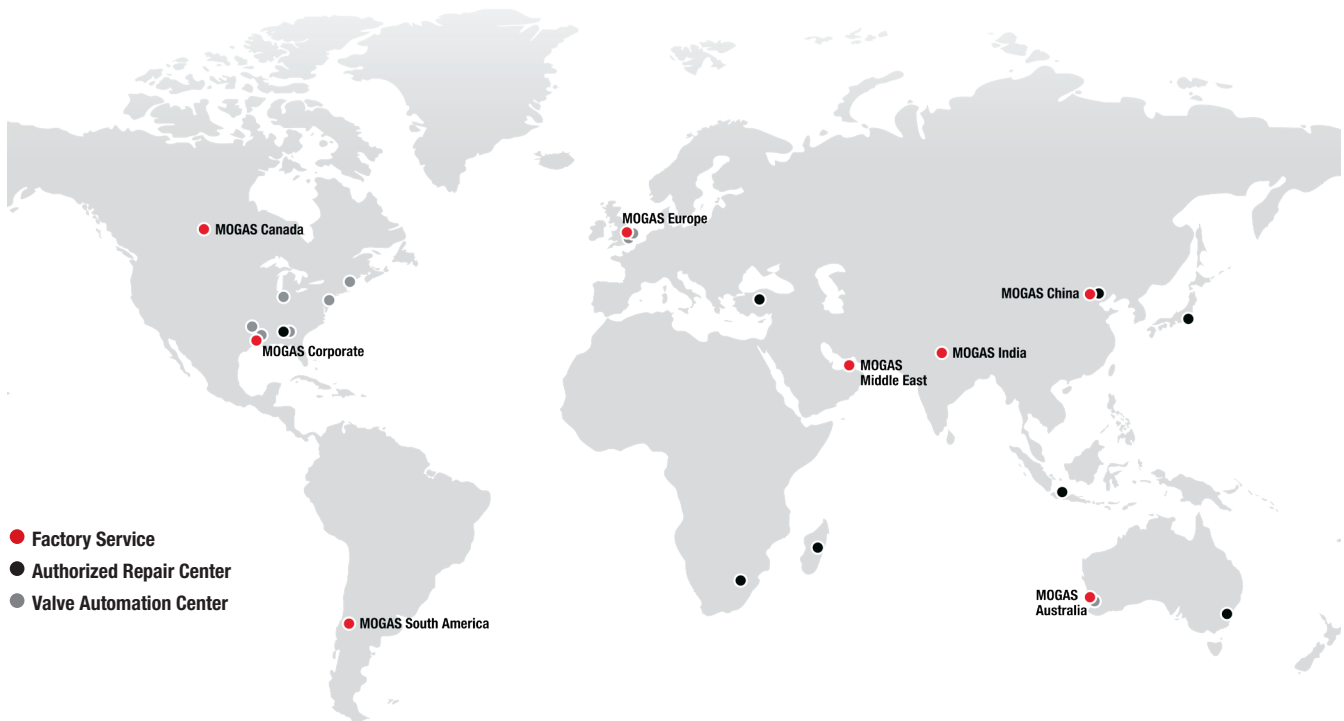 MOGAS Europe
MOGAS Canada
MOGAS China
MOGAS Corporate
MOGAS India
MOGAS
Middle East
Factory Service
Authorized Repair Center
Valve Automation Center
MOGAS
Australia
MOGAS South America